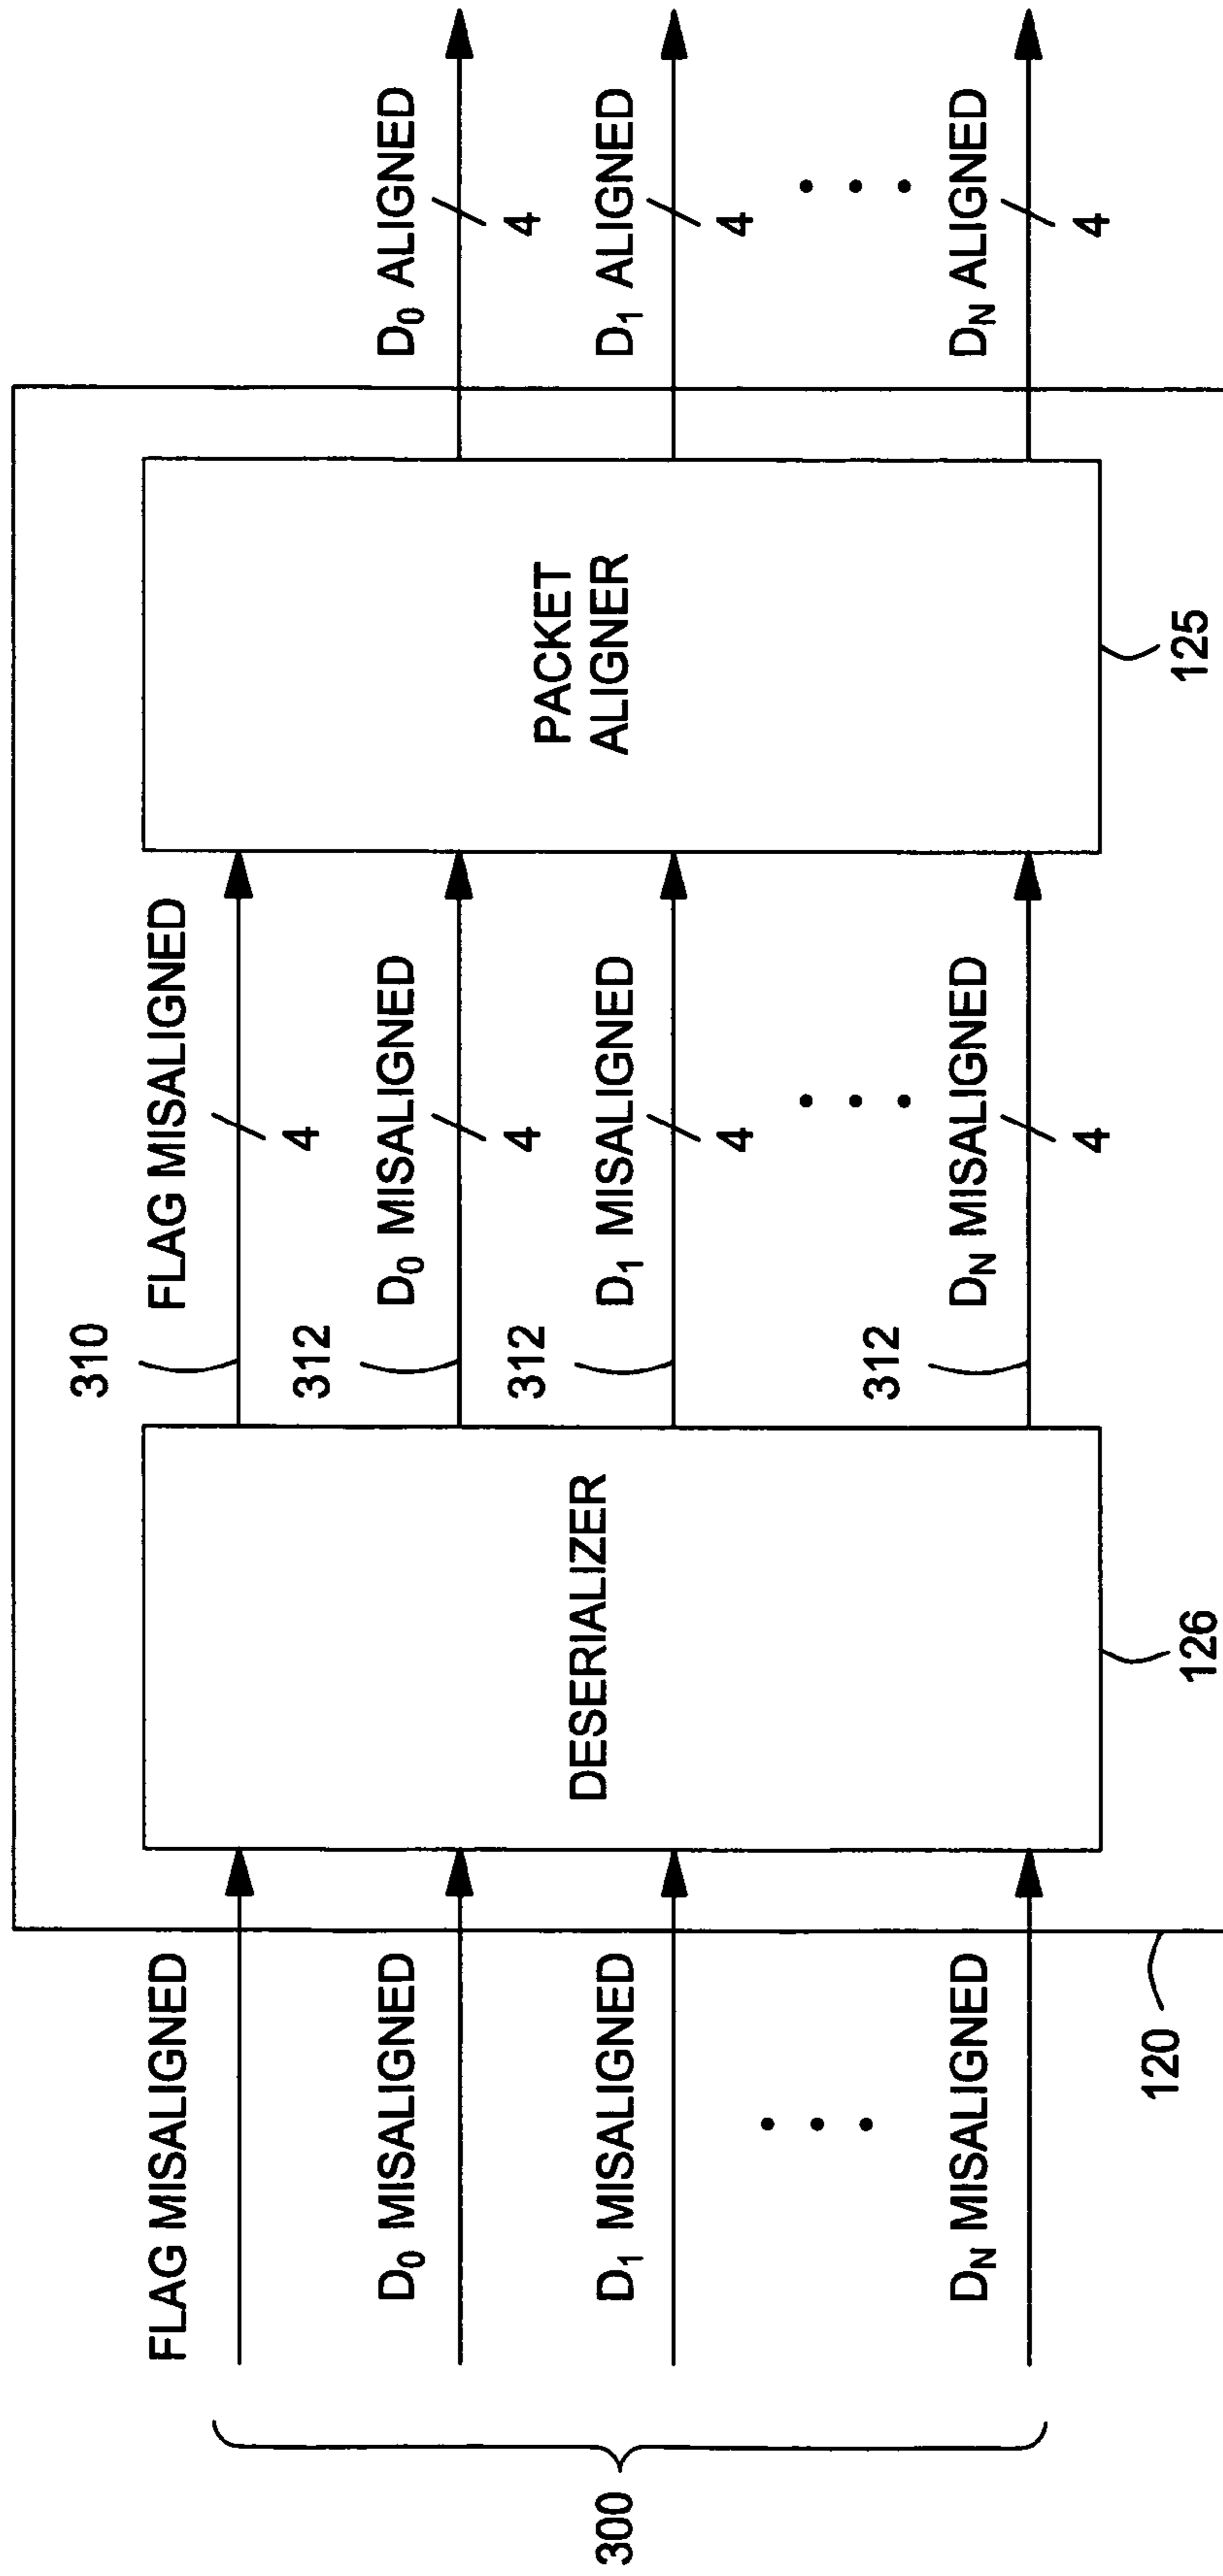 FLAG MISALIGNED
D0 MISALIGNED
D1 MISALIGNED
DN MISALIGNED
300
120
DESERIALIZER
126
310
312
312
312
FLAG MISALIGNED
4
D0 MISALIGNED
4
D1 MISALIGNED
4
DN MISALIGNED
4
PACKET
ALIGNER
125
D0 ALIGNED
4
D1 ALIGNED
4
DN ALIGNED
4